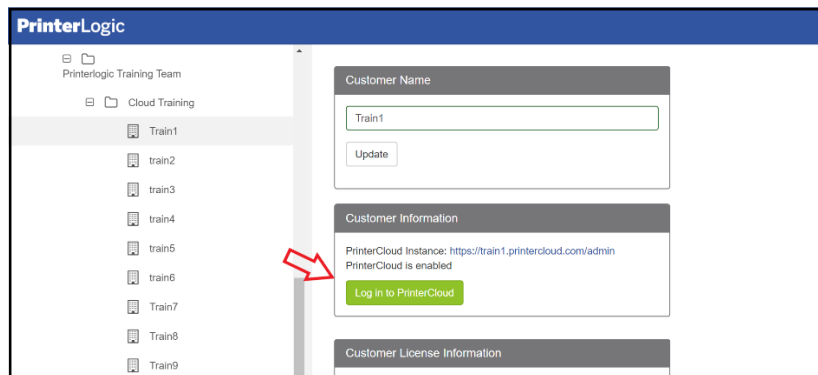 PrinterLogic
Printerlogic Training Team
Cloud Training
Train1
train2
train3
train4
train5
train6
Train7
Train8
Train9
Customer Name
Train1
Update
Customer Information
PrinterCloud Instance: https://train1.printercloud.com/admin
PrinterCloud is enabled
Log in to PrinterCloud
Customer License Information